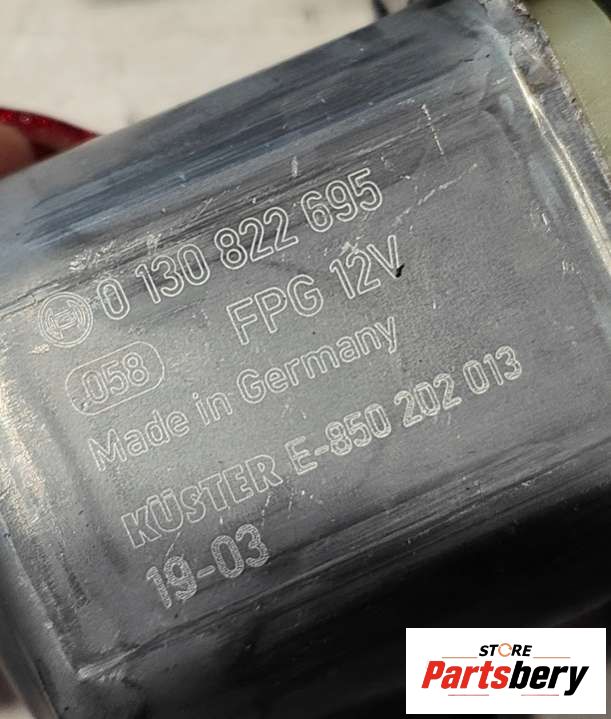 0 130 822 695
FPG 12V
.058
Made in Germany
KÜSTER E-850 202 013
19-03
STORE
Partsbery